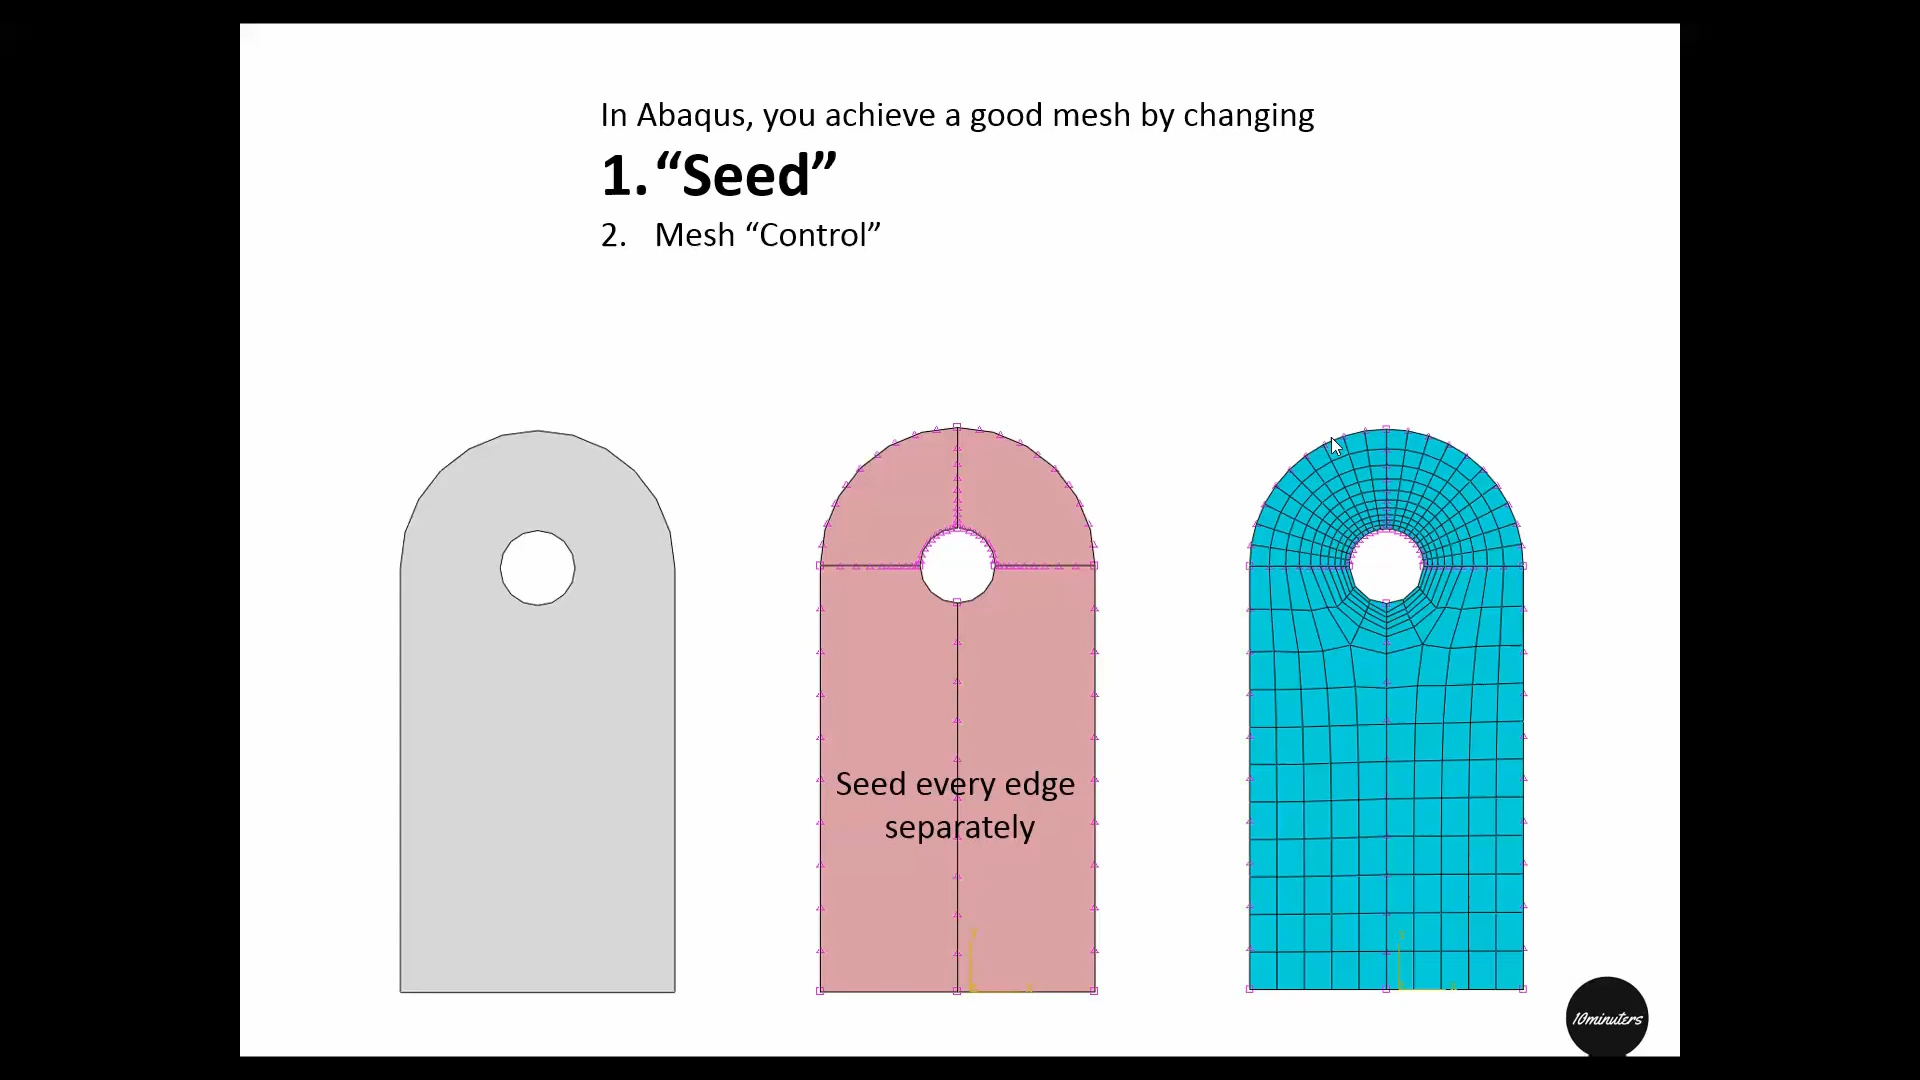 In Abaqus, you achieve a good mesh by changing
1. “Seed”
2. Mesh “Control”
Seed every edge
separately
10minuters